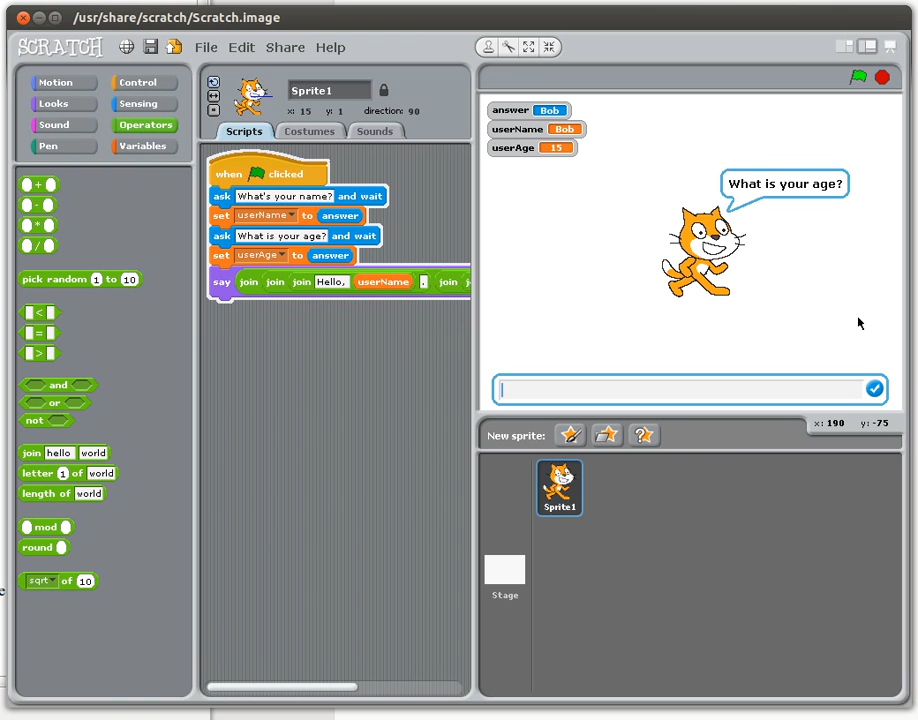 /usr/share/scratch/Scratch.image
SCRATCH File Edit Share Help
Motion Control
Looks Sensing
Sound Operators
Pen Variables
Sprite1
x: 15 y: 1 direction: 90
Scripts Costumes Sounds
+
-
*
/
pick random 1 to 10
<
=
>
and
or
not
join hello world
letter 1 of world
length of world
mod
round
sqrt of 10
when clicked
ask What's your name? and wait
set userName to answer
ask What is your age? and wait
set userAge to answer
say join join join Hello, userName . join
answer Bob
userName Bob
userAge 15
What is your age?
x: 190 y: -75
New sprite:
Sprite1
Stage